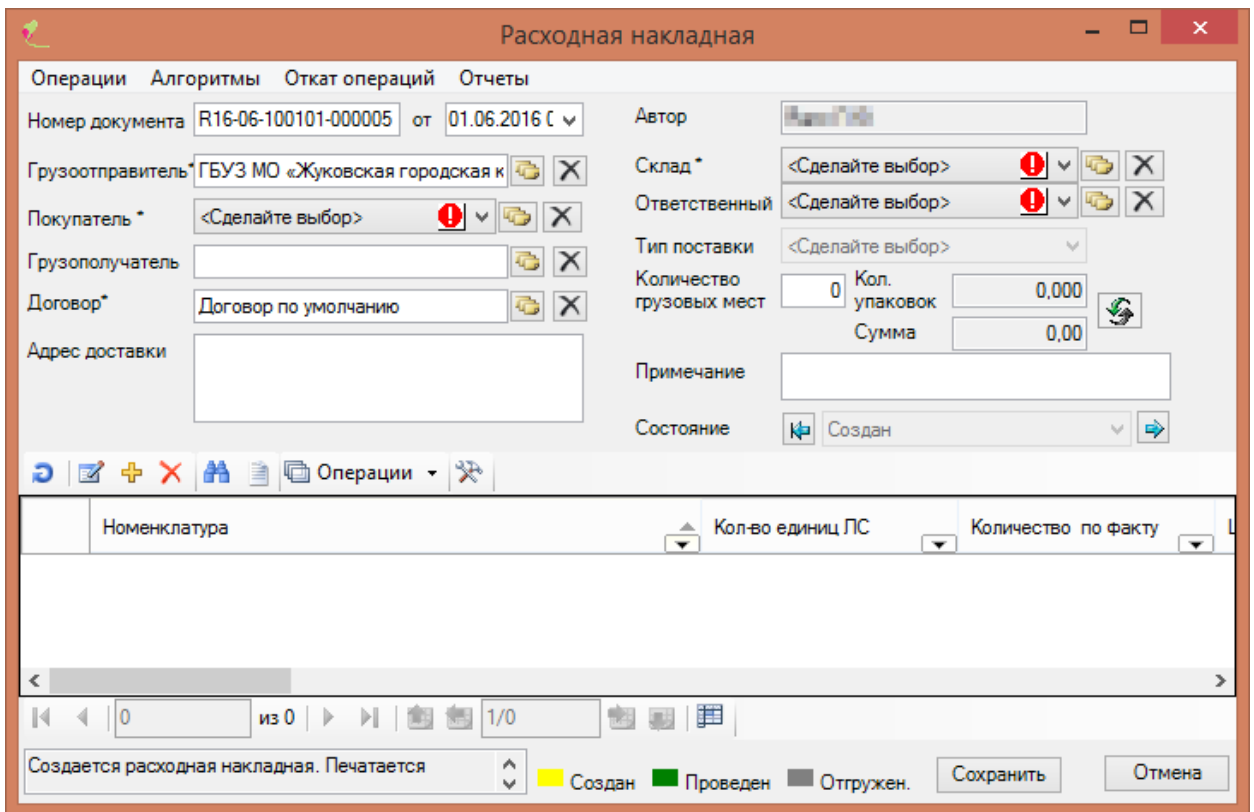 Расходная накладная
Операции Алгоритмы Откат операций Отчеты
Номер документа R16-06-100101-000005 от 01.06.2016
Автор
Грузоотправитель* ГБУЗ МО «Жуковская городская к
Склад * <Сделайте выбор>
Покупатель * <Сделайте выбор>
Ответственный <Сделайте выбор>
Грузополучатель
Тип поставки <Сделайте выбор>
Договор* Договор по умолчанию
Количество
грузовых мест 0
Кол.
упаковок 0,000
Сумма 0,00
Адрес доставки
Примечание
Состояние Создан
Операции
Номенклатура Кол-во единиц ЛС Количество по факту
0 из 0 1/0
Создается расходная накладная. Печатается
Создан Проведен Отгружен. Сохранить Отмена